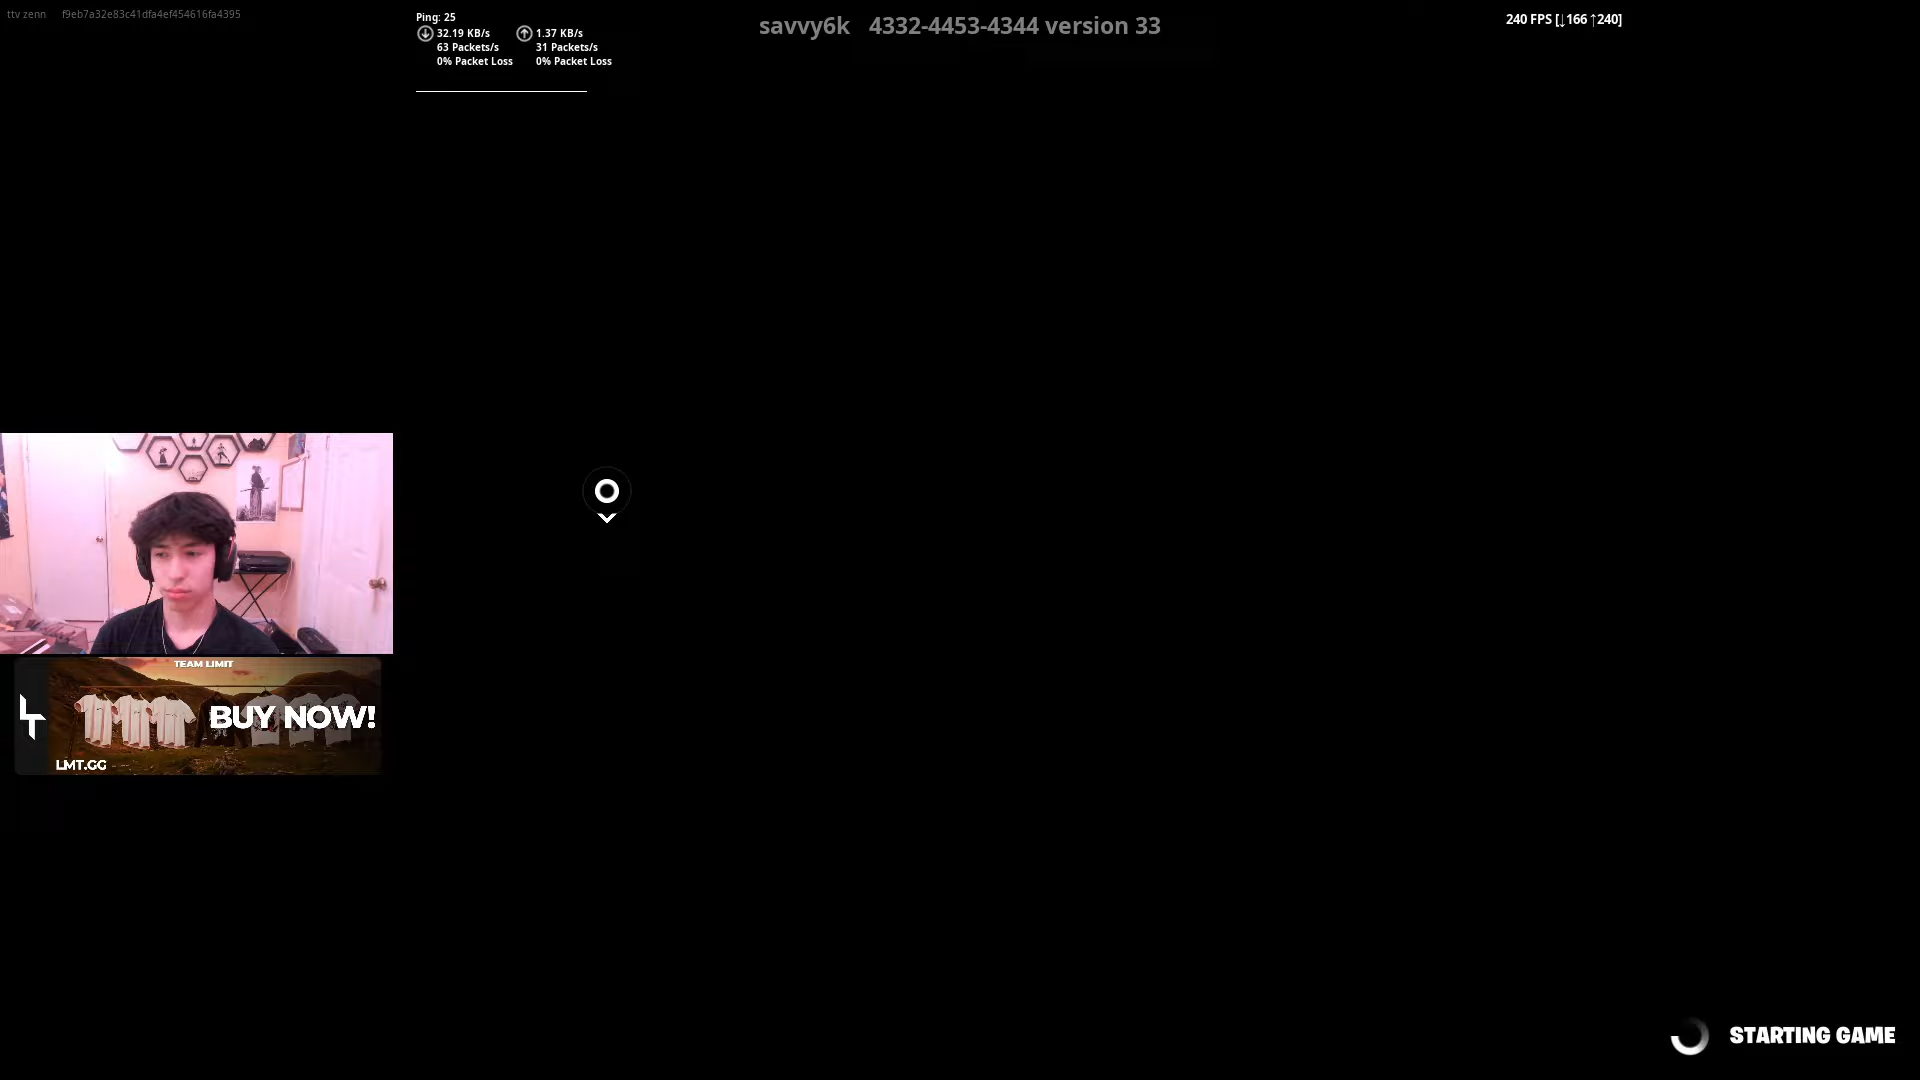 ttv zenn f9eb7a32e83c41dfa4ef454616fa4395
Ping: 25
32.19 KB/s 1.37 KB/s
63 Packets/s 31 Packets/s
0% Packet Loss 0% Packet Loss
savvy6k 4332-4453-4344 version 33
240 FPS [↓166 ↑240]
TEAM LIMIT
BUY NOW!
LMT.GG
STARTING GAME